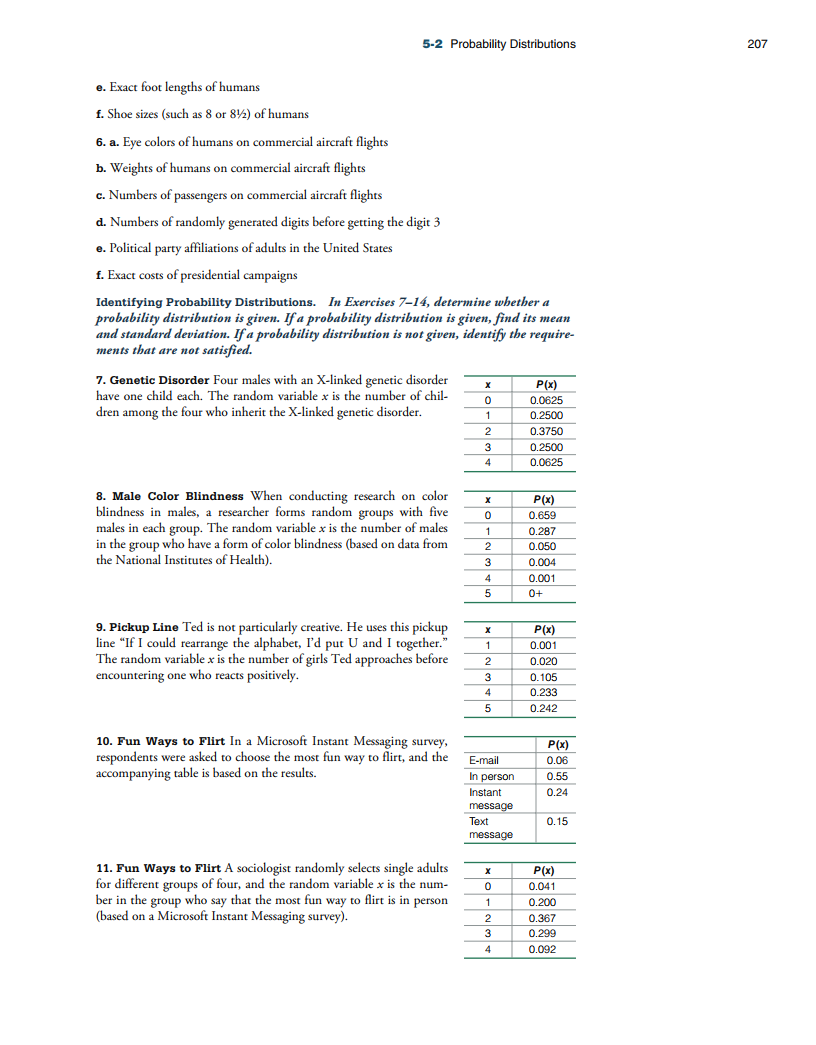 5-2 Probability Distributions 207
e. Exact foot lengths of humans
f. Shoe sizes (such as 8 or 8½) of humans
6. a. Eye colors of humans on commercial aircraft flights
b. Weights of humans on commercial aircraft flights
c. Numbers of passengers on commercial aircraft flights
d. Numbers of randomly generated digits before getting the digit 3
e. Political party affiliations of adults in the United States
f. Exact costs of presidential campaigns
Identifying Probability Distributions. In Exercises 7–14, determine whether a
probability distribution is given. If a probability distribution is given, find its mean
and standard deviation. If a probability distribution is not given, identify the require-
ments that are not satisfied.
7. Genetic Disorder Four males with an X-linked genetic disorder
have one child each. The random variable x is the number of chil-
dren among the four who inherit the X-linked genetic disorder.
x P(x)
0 0.0625
1 0.2500
2 0.3750
3 0.2500
4 0.0625
8. Male Color Blindness When conducting research on color
blindness in males, a researcher forms random groups with five
males in each group. The random variable x is the number of males
in the group who have a form of color blindness (based on data from
the National Institutes of Health).
x P(x)
0 0.659
1 0.287
2 0.050
3 0.004
4 0.001
5 0+
9. Pickup Line Ted is not particularly creative. He uses this pickup
line “If I could rearrange the alphabet, I’d put U and I together.”
The random variable x is the number of girls Ted approaches before
encountering one who reacts positively.
x P(x)
1 0.001
2 0.020
3 0.105
4 0.233
5 0.242
10. Fun Ways to Flirt In a Microsoft Instant Messaging survey,
respondents were asked to choose the most fun way to flirt, and the
accompanying table is based on the results.
P(x)
E-mail 0.06
In person 0.55
Instant 0.24
message
Text 0.15
message
11. Fun Ways to Flirt A sociologist randomly selects single adults
for different groups of four, and the random variable x is the num-
ber in the group who say that the most fun way to flirt is in person
(based on a Microsoft Instant Messaging survey).
x P(x)
0 0.041
1 0.200
2 0.367
3 0.299
4 0.092